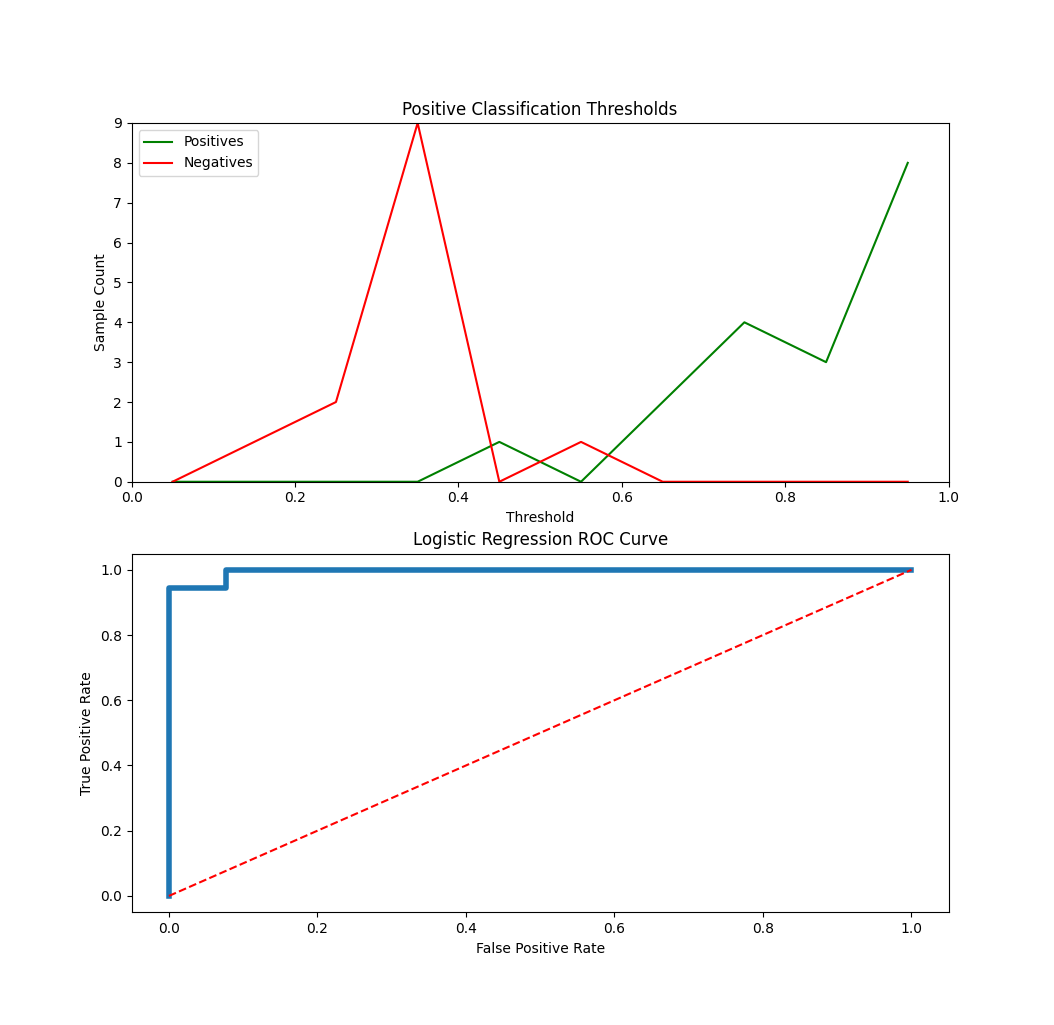 Positive Classification Thresholds
9
8
7
6
5
4
3
2
1
0
Sample Count
Positives
Negatives
0.0 0.2 0.4 0.6 0.8 1.0
Threshold
Logistic Regression ROC Curve
1.0
0.8
0.6
0.4
0.2
0.0
True Positive Rate
0.0 0.2 0.4 0.6 0.8 1.0
False Positive Rate